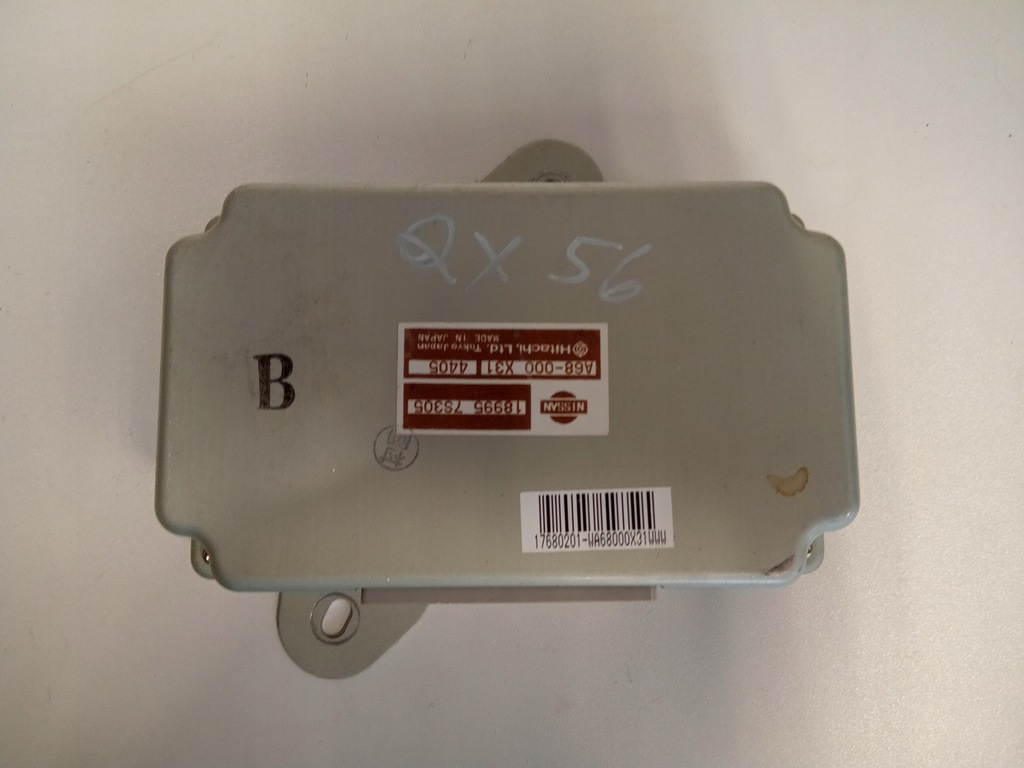 QX 56
B
NISSAN
18995 7S305
A68-000 X31 4405
Hitachi, Ltd. Tokyo Japan
MADE IN JAPAN
17680201-WA68000X31WWW